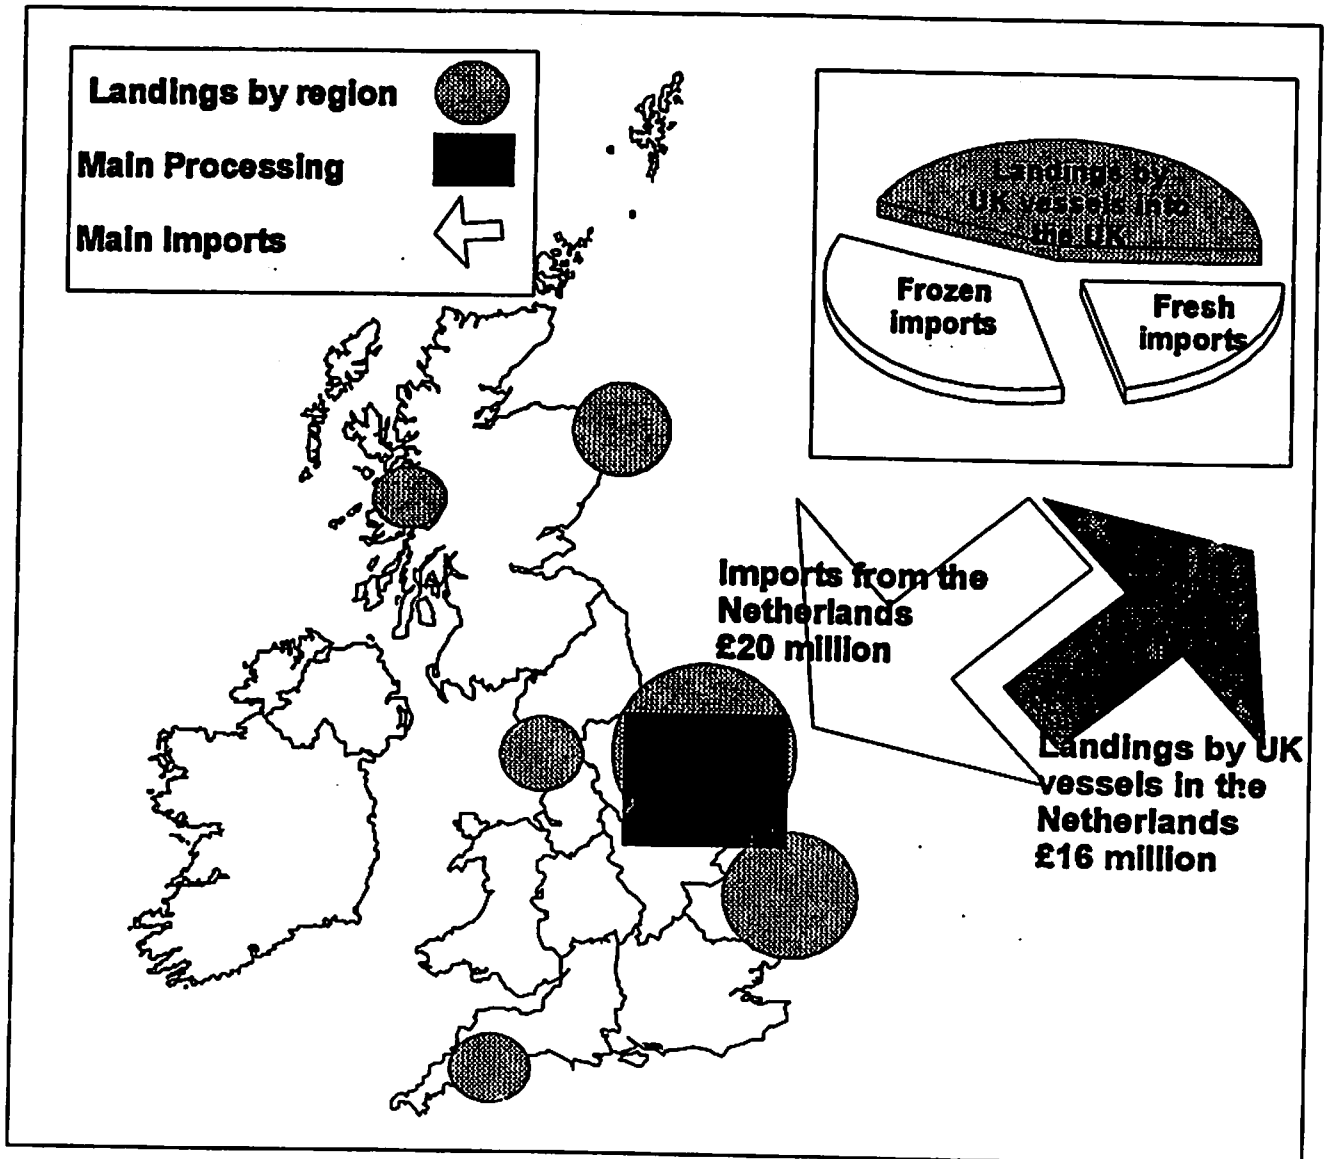 Landings by region
Main Processing
Main Imports
Landings by
UK vessels into
the UK
Frozen
imports
Fresh
imports
Imports from the
Netherlands
£20 million
Landings by UK
vessels in the
Netherlands
£16 million